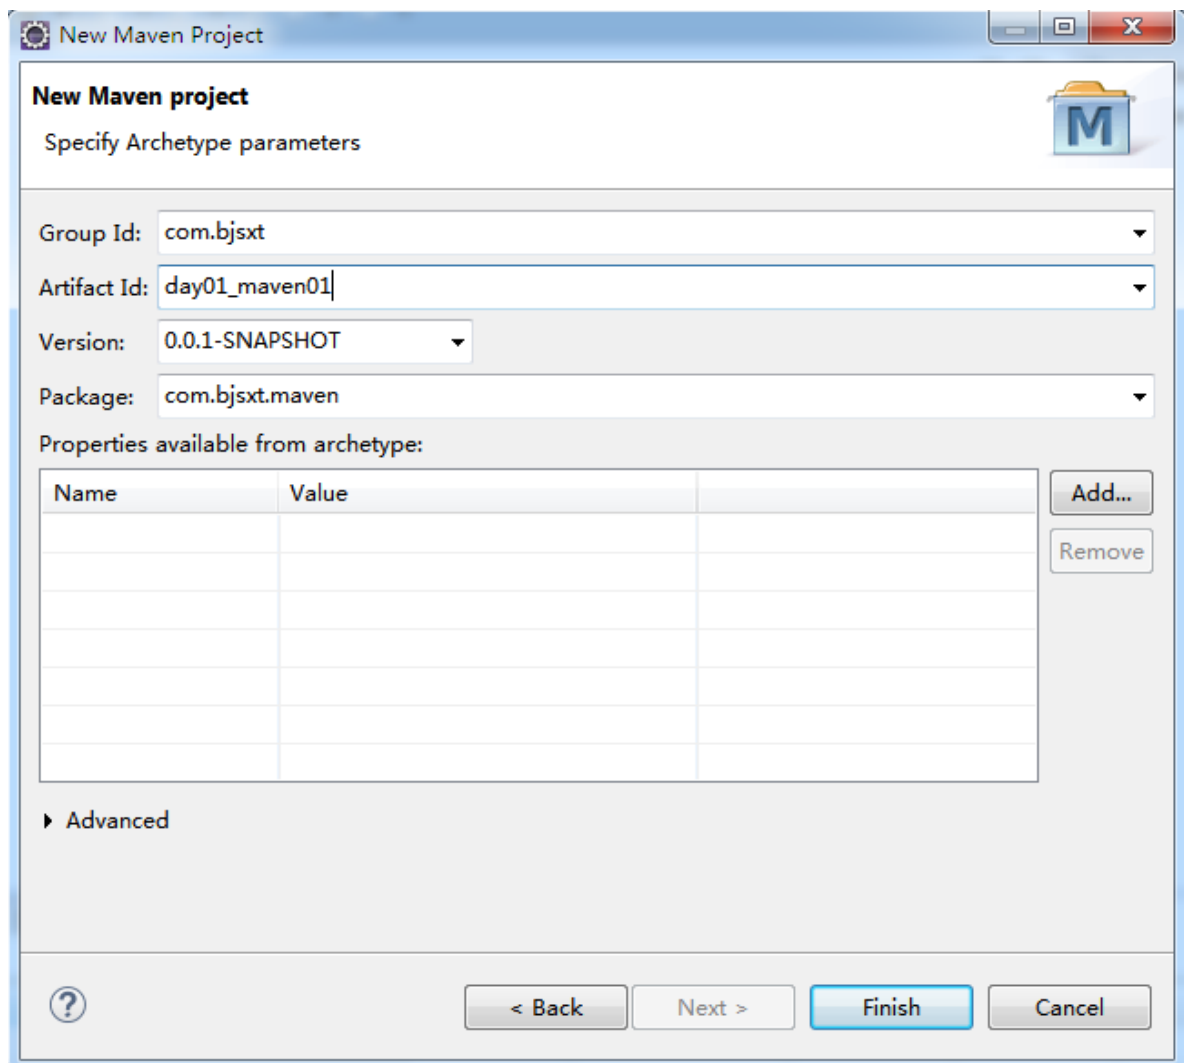 New Maven Project
New Maven project
Specify Archetype parameters
M
Group Id: com.bjsxt
Artifact Id: day01_maven01
Version: 0.0.1-SNAPSHOT
Package: com.bjsxt.maven
Properties available from archetype:
Name Value
Add...
Remove
Advanced
? < Back Next > Finish Cancel